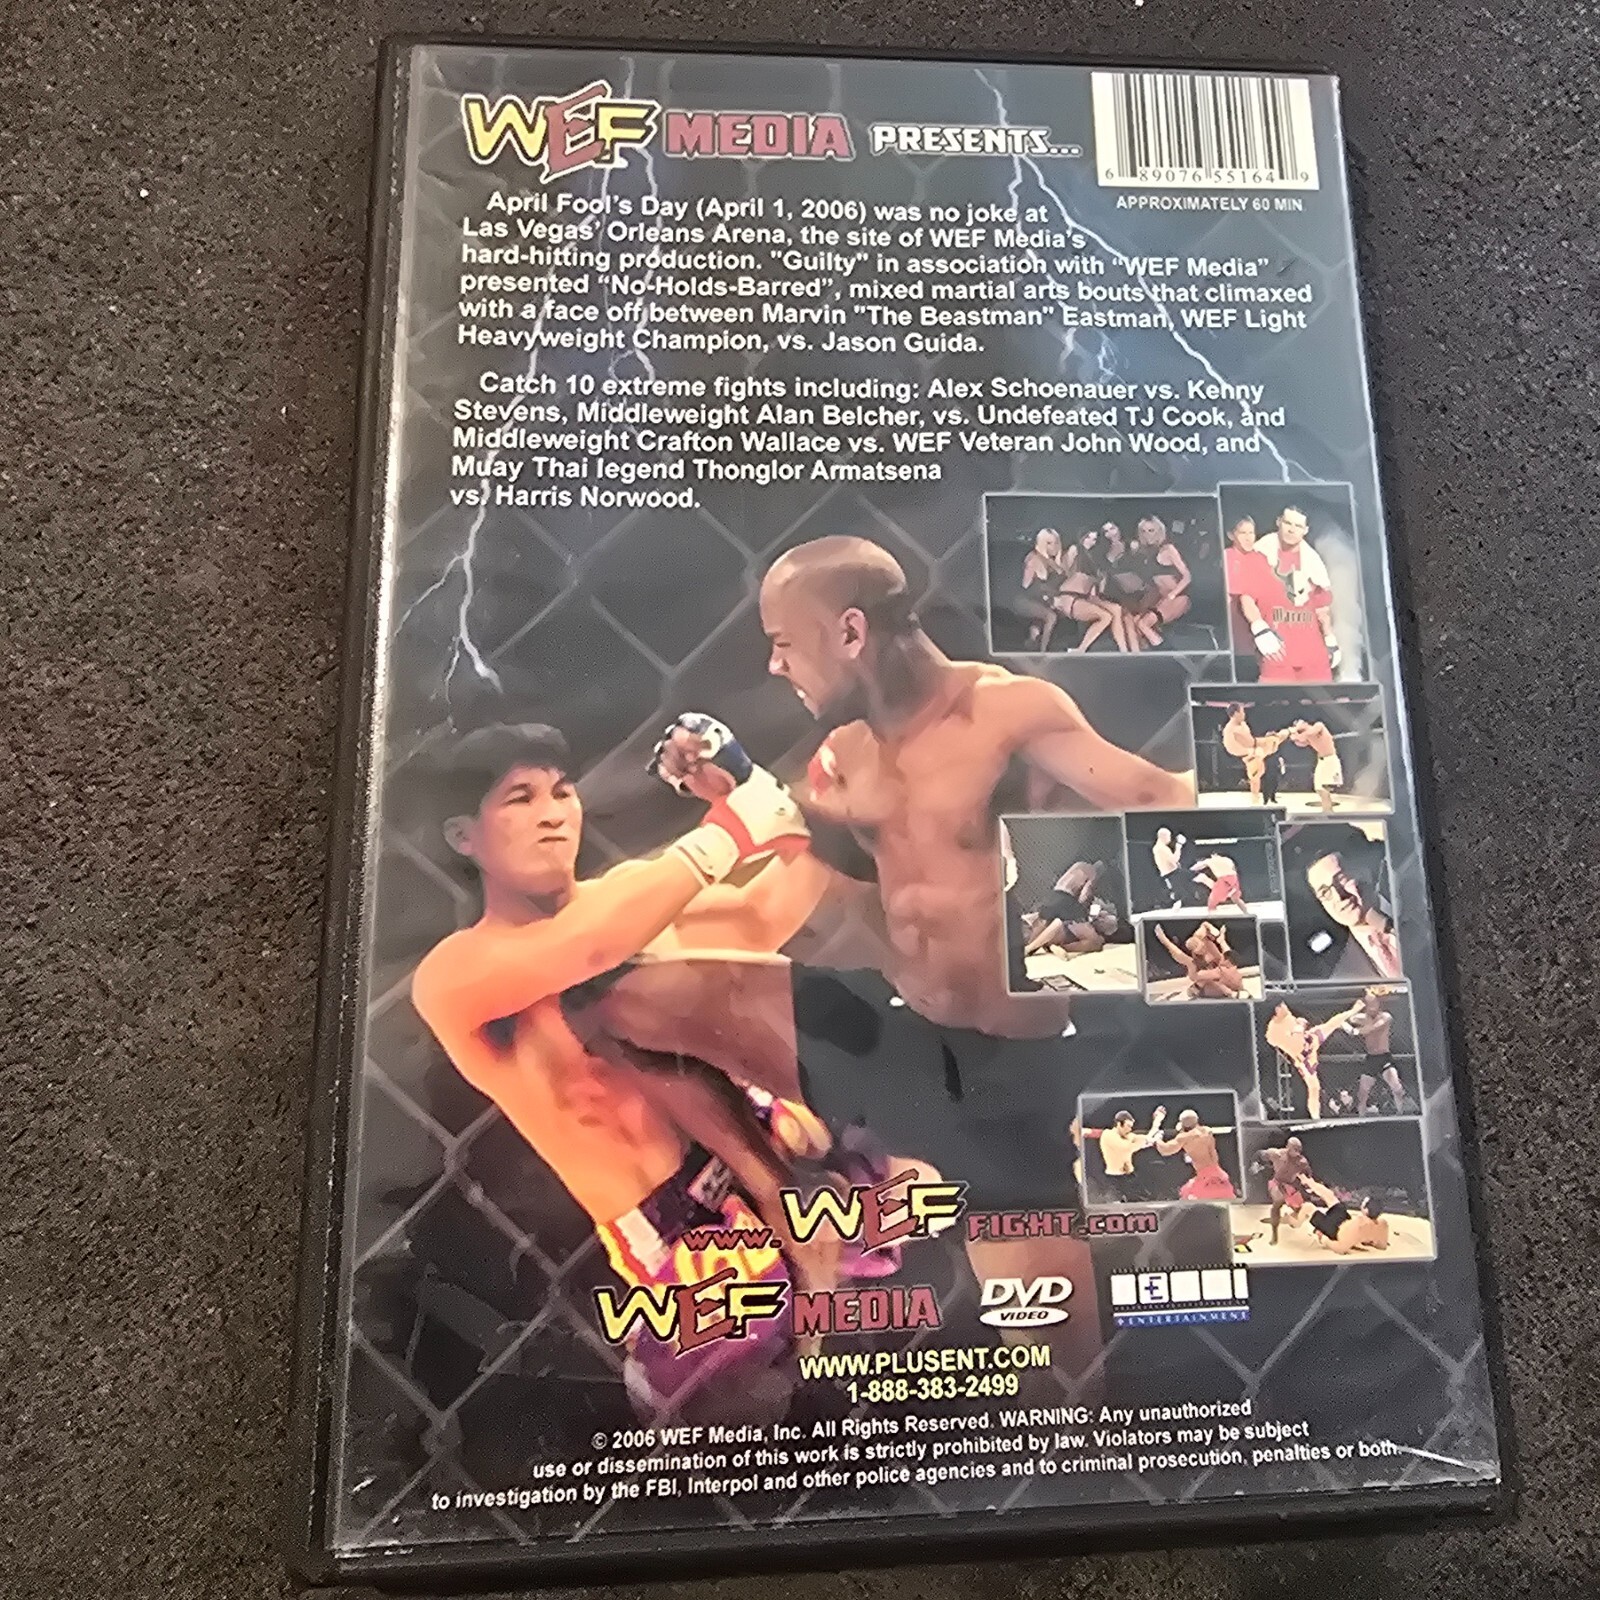 WEF MEDIA PRESENTS...
6 89076 55164 9
APPROXIMATELY 60 MIN
April Fool's Day (April 1, 2006) was no joke at
Las Vegas' Orleans Arena, the site of WEF Media's
hard-hitting production. "Guilty" in association with "WEF Media"
presented "No-Holds-Barred", mixed martial arts bouts that climaxed
with a face off between Marvin "The Beastman" Eastman, WEF Light
Heavyweight Champion, vs. Jason Guida.
Catch 10 extreme fights including: Alex Schoenauer vs. Kenny
Stevens, Middleweight Alan Belcher, vs. Undefeated TJ Cook, and
Middleweight Crafton Wallace vs. WEF Veteran John Wood, and
Muay Thai legend Thonglor Armatsena
vs. Harris Norwood.
www.WEFFIGHT.com
WEF MEDIA
DVD
VIDEO
ENTERTAINMENT
WWW.PLUSENT.COM
1-888-383-2499
© 2006 WEF Media, Inc. All Rights Reserved. WARNING: Any unauthorized
use or dissemination of this work is strictly prohibited by law. Violators may be subject
to investigation by the FBI, Interpol and other police agencies and to criminal prosecution, penalties or both.